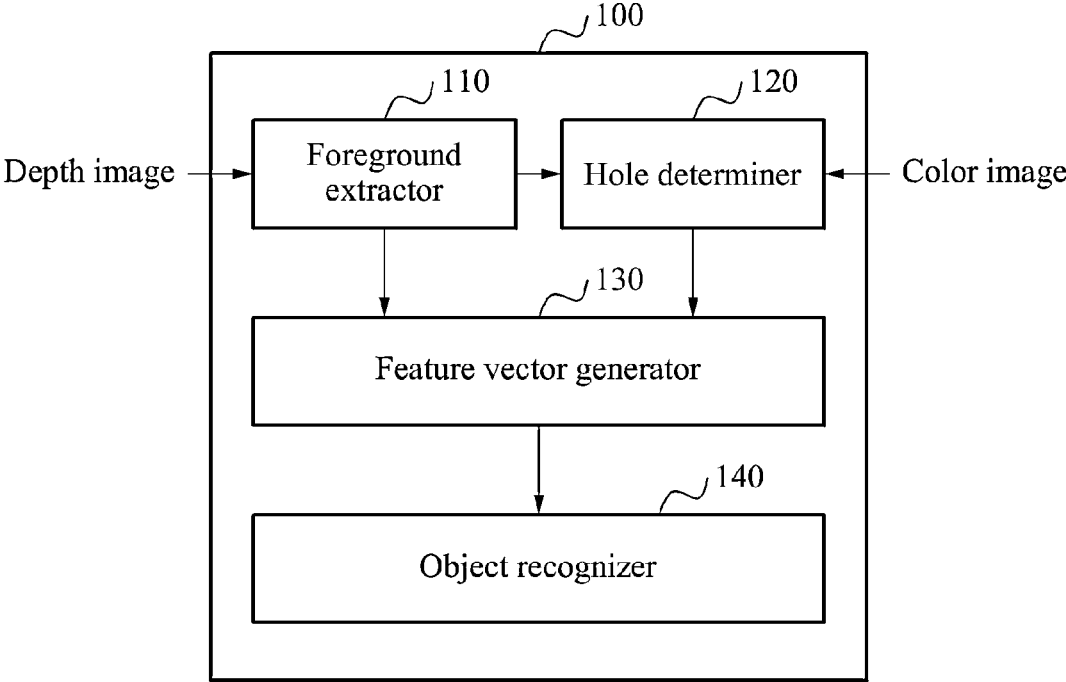 100
110
120
Depth image
Foreground
extractor
Hole determiner
Color image
130
Feature vector generator
140
Object recognizer